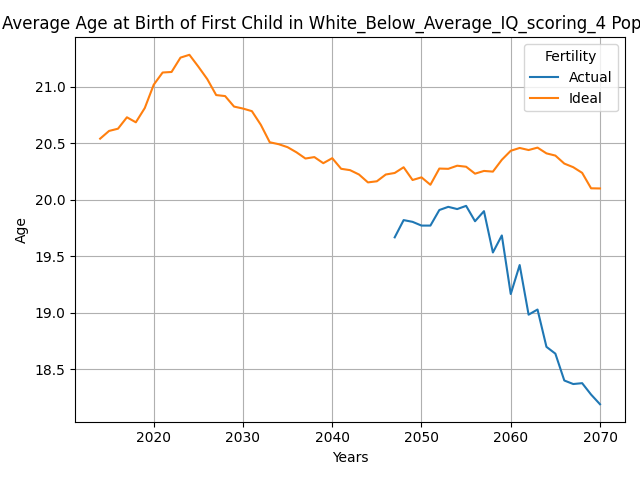 Average Age at Birth of First Child in White_Below_Average_IQ_scoring_4 Pop
Fertility
Actual
Ideal
21.0
20.5
20.0
19.5
19.0
18.5
Age
2020 2030 2040 2050 2060 2070
Years